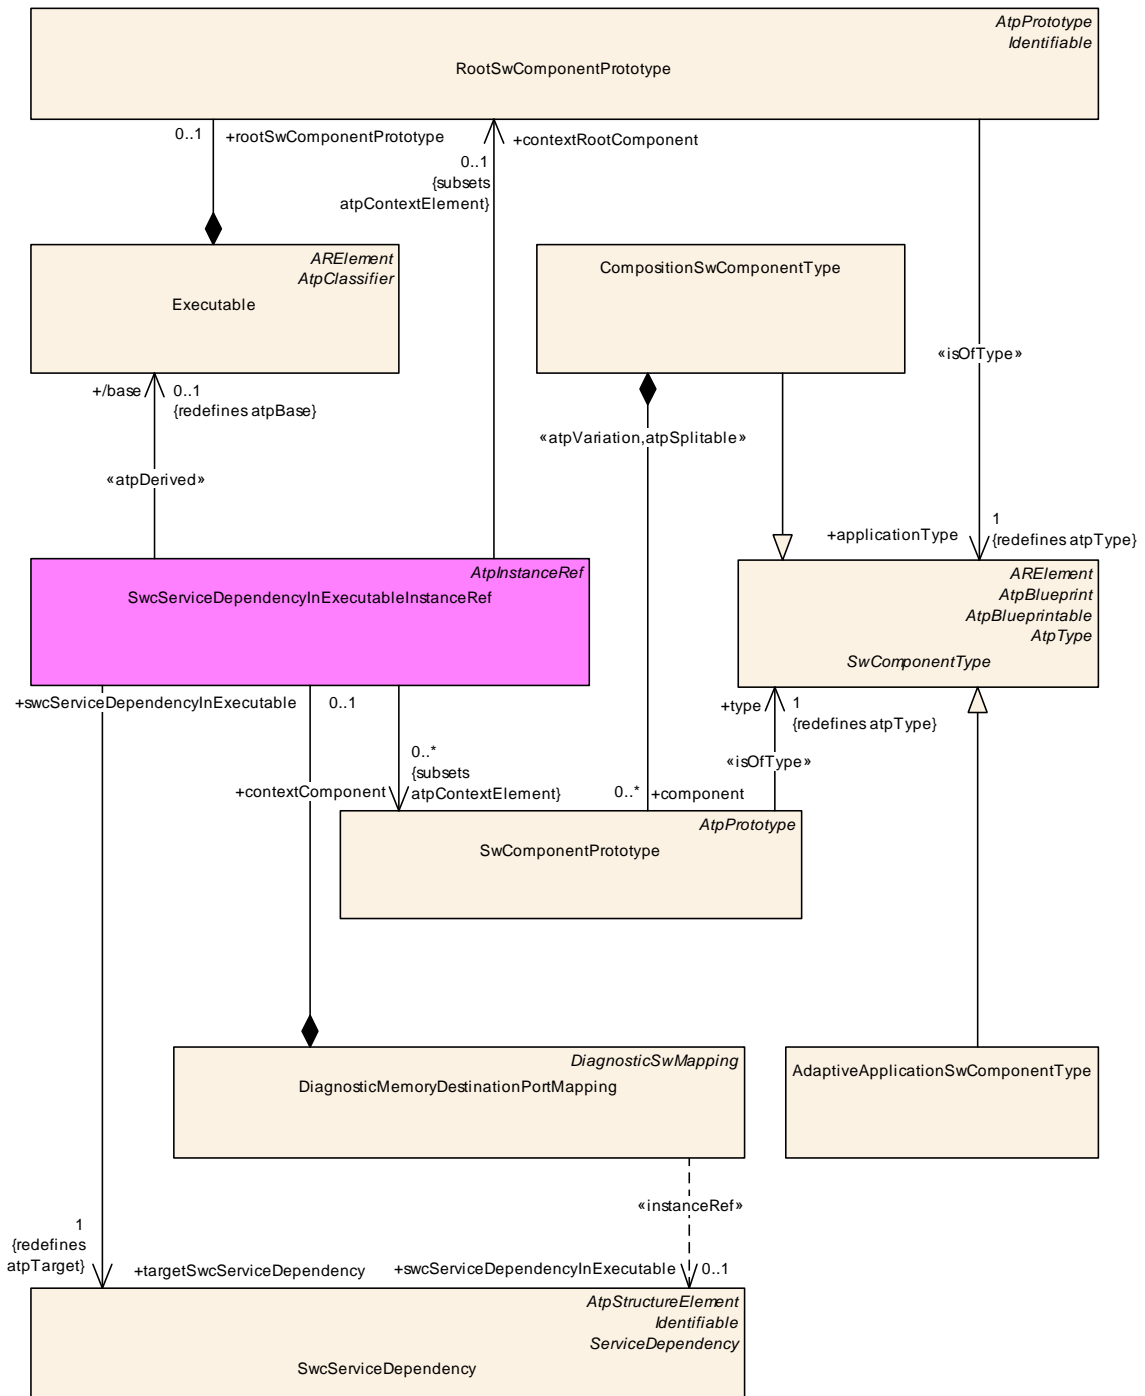 AtpPrototype
Identifiable
RootSwComponentPrototype
0..1
+rootSwComponentPrototype
+contextRootComponent
0..1
{subsets
atpContextElement}
ARElement
AtpClassifier
Executable
CompositionSwComponentType
«isOfType»
+/base
0..1
{redefines atpBase}
«atpVariation,atpSplitable»
«atpDerived»
+applicationType
1
{redefines atpType}
AtpInstanceRef
SwcServiceDependencyInExecutableInstanceRef
ARElement
AtpBlueprint
AtpBlueprintable
AtpType
SwComponentType
+swcServiceDependencyInExecutable
0..1
+type
1
{redefines atpType}
0..*
{subsets
atpContextElement}
«isOfType»
+contextComponent
0..*
+component
AtpPrototype
SwComponentPrototype
DiagnosticSwMapping
DiagnosticMemoryDestinationPortMapping
AdaptiveApplicationSwComponentType
«instanceRef»
1
{redefines
atpTarget}
+targetSwcServiceDependency
+swcServiceDependencyInExecutable
0..1
AtpStructureElement
Identifiable
ServiceDependency
SwcServiceDependency